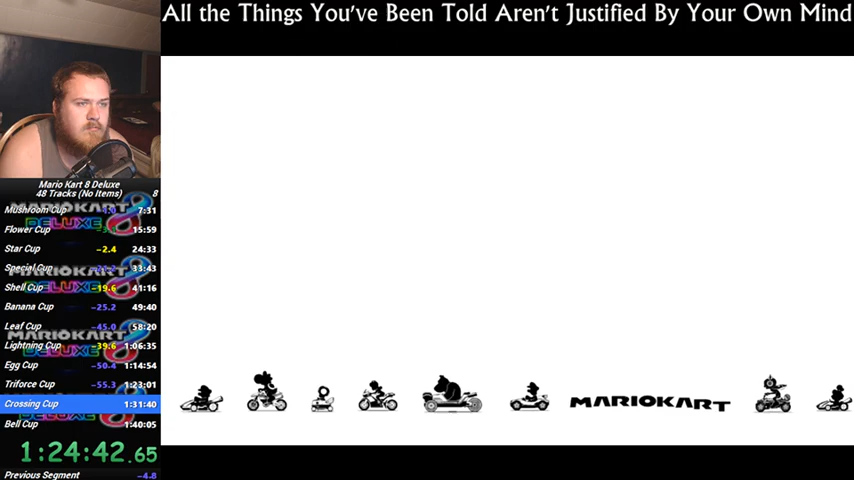 All the Things You've Been Told Aren't Justified By Your Own Mind
Mario Kart 8 Deluxe
48 Tracks (No Items) 8
Mushroom Cup 7:31
Flower Cup 15:59
Star Cup -2.4 24:33
Special Cup 33:43
Shell Cup -19.6 41:16
Banana Cup -25.2 49:40
Leaf Cup -45.0 58:20
Lightning Cup -39.6 1:06:35
Egg Cup -50.4 1:14:54
Triforce Cup -55.3 1:23:01
Crossing Cup 1:31:40
Bell Cup 1:40:05
1:24:42.65
Previous Segment -4.8
MARIOKART